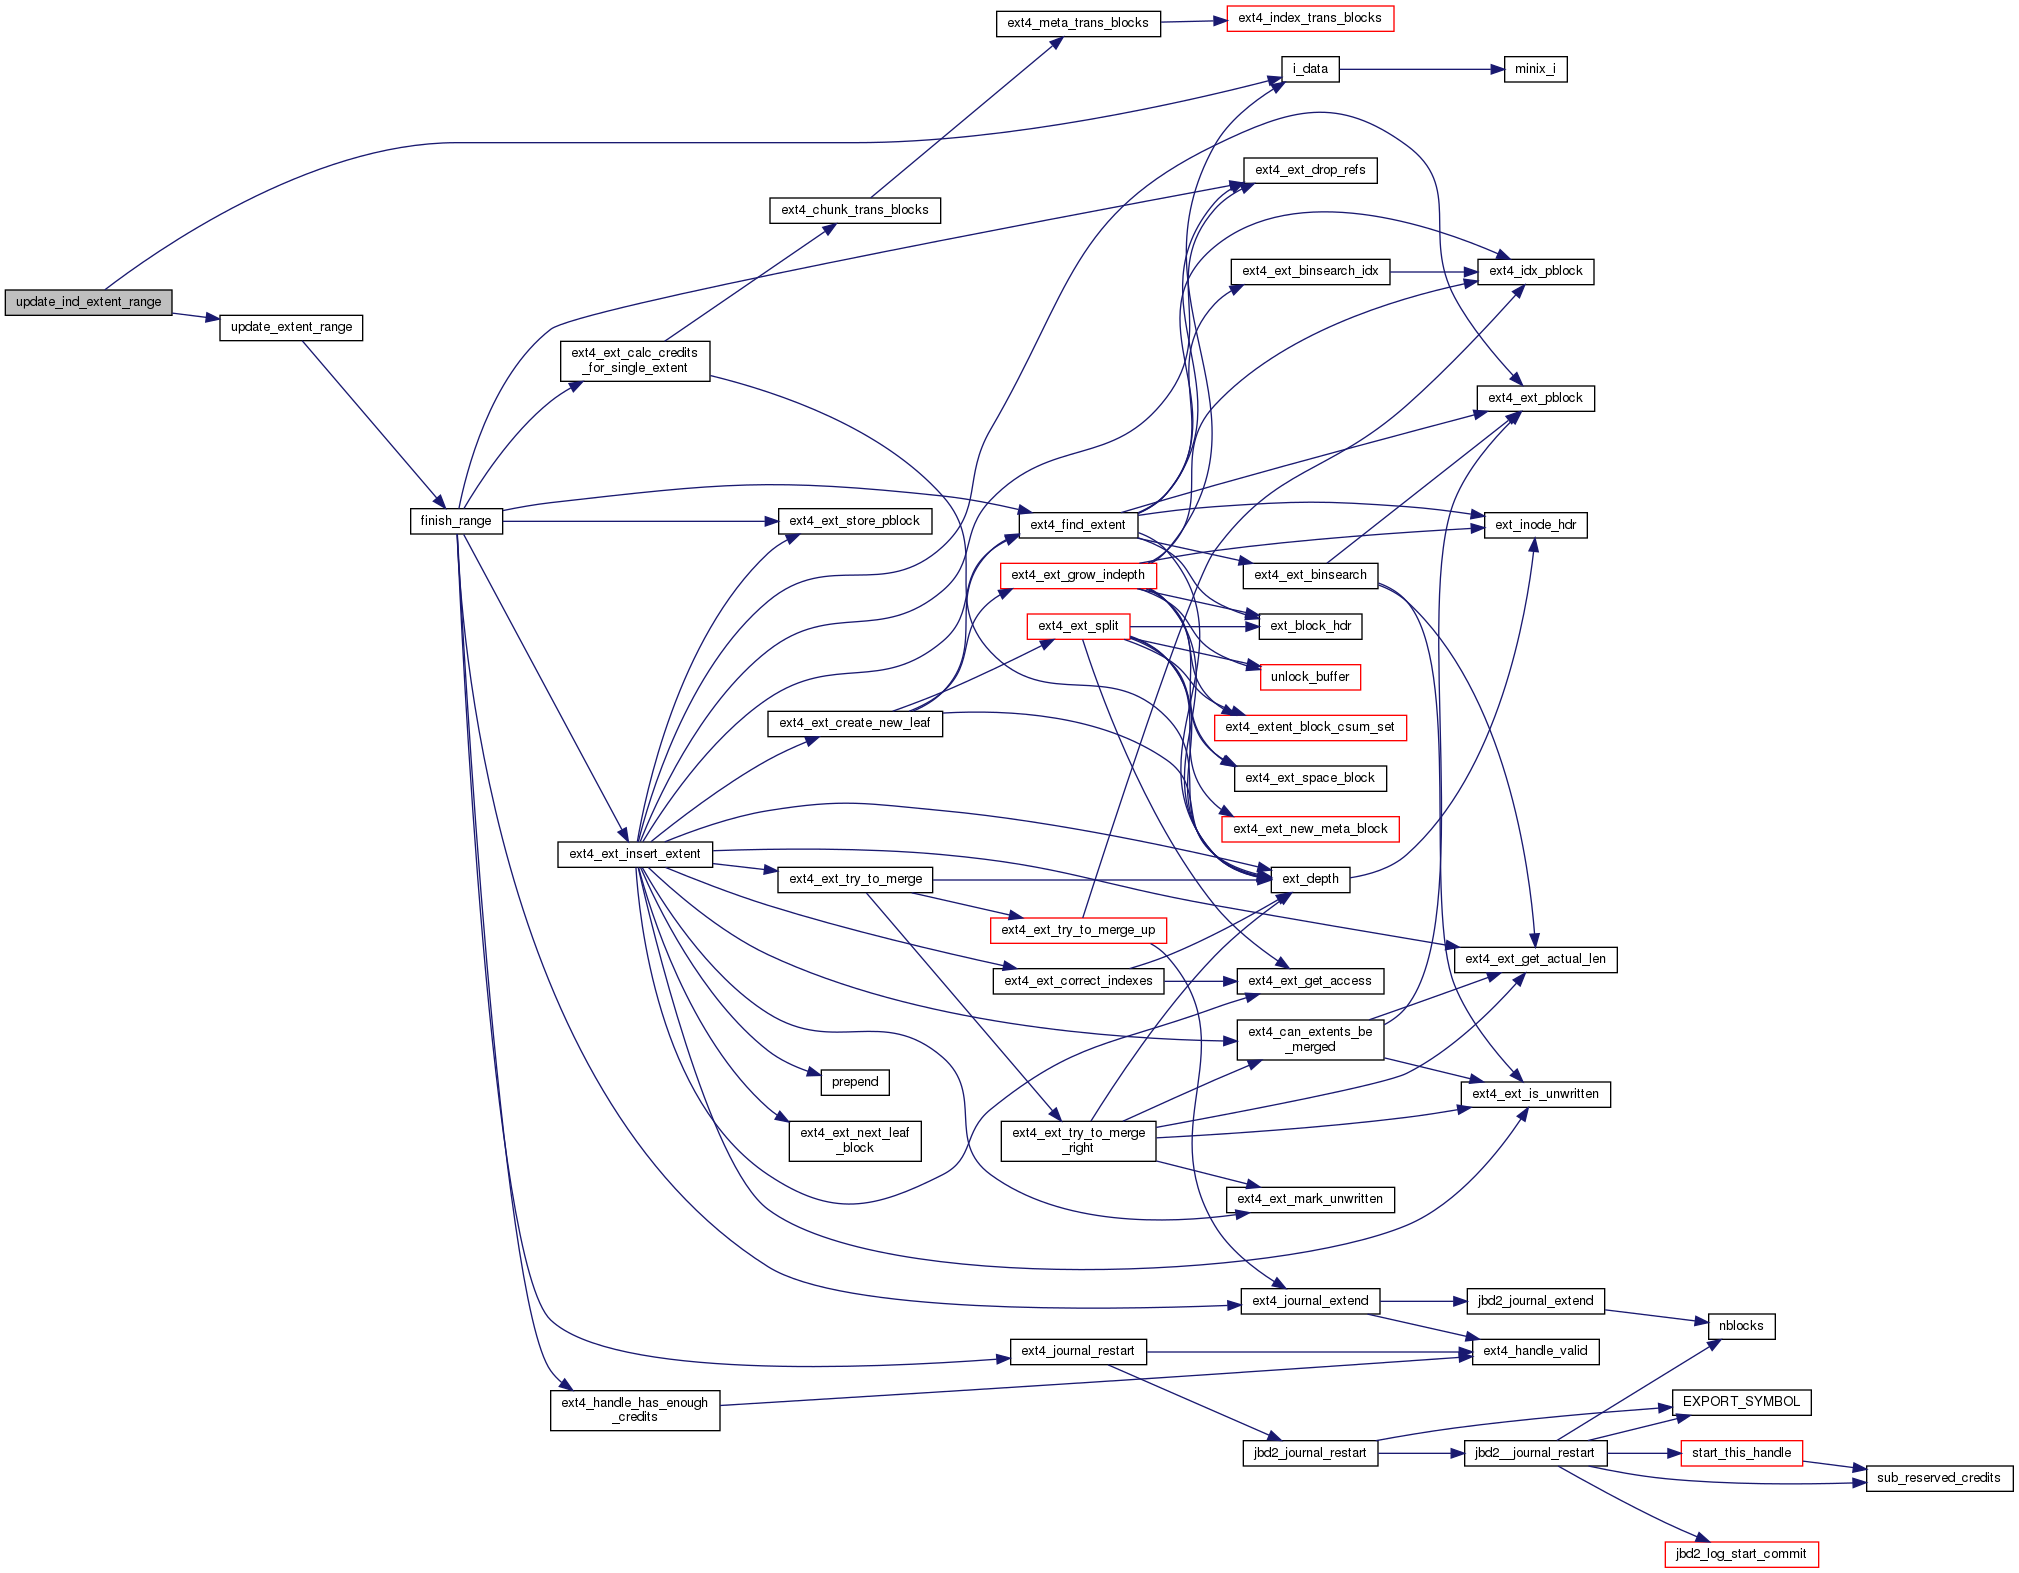 ext4_meta_trans_blocks
ext4_index_trans_blocks
i_data
minix_i
ext4_ext_drop_refs
ext4_chunk_trans_blocks
ext4_ext_binsearch_idx
ext4_idx_pblock
update_ind_extent_range
update_extent_range
ext4_ext_calc_credits
_for_single_extent
ext4_ext_pblock
finish_range
ext4_ext_store_pblock
ext4_find_extent
ext_inode_hdr
ext4_ext_grow_indepth
ext4_ext_binsearch
ext4_ext_split
ext_block_hdr
unlock_buffer
ext4_ext_create_new_leaf
ext4_extent_block_csum_set
ext4_ext_space_block
ext4_ext_new_meta_block
ext4_ext_insert_extent
ext4_ext_try_to_merge
ext_depth
ext4_ext_try_to_merge_up
ext4_ext_get_actual_len
ext4_ext_correct_indexes
ext4_ext_get_access
ext4_can_extents_be
_merged
prepend
ext4_ext_is_unwritten
ext4_ext_next_leaf
_block
ext4_ext_try_to_merge
_right
ext4_ext_mark_unwritten
ext4_journal_extend
jbd2_journal_extend
nblocks
ext4_journal_restart
ext4_handle_valid
ext4_handle_has_enough
_credits
EXPORT_SYMBOL
jbd2_journal_restart
jbd2__journal_restart
start_this_handle
sub_reserved_credits
jbd2_log_start_commit